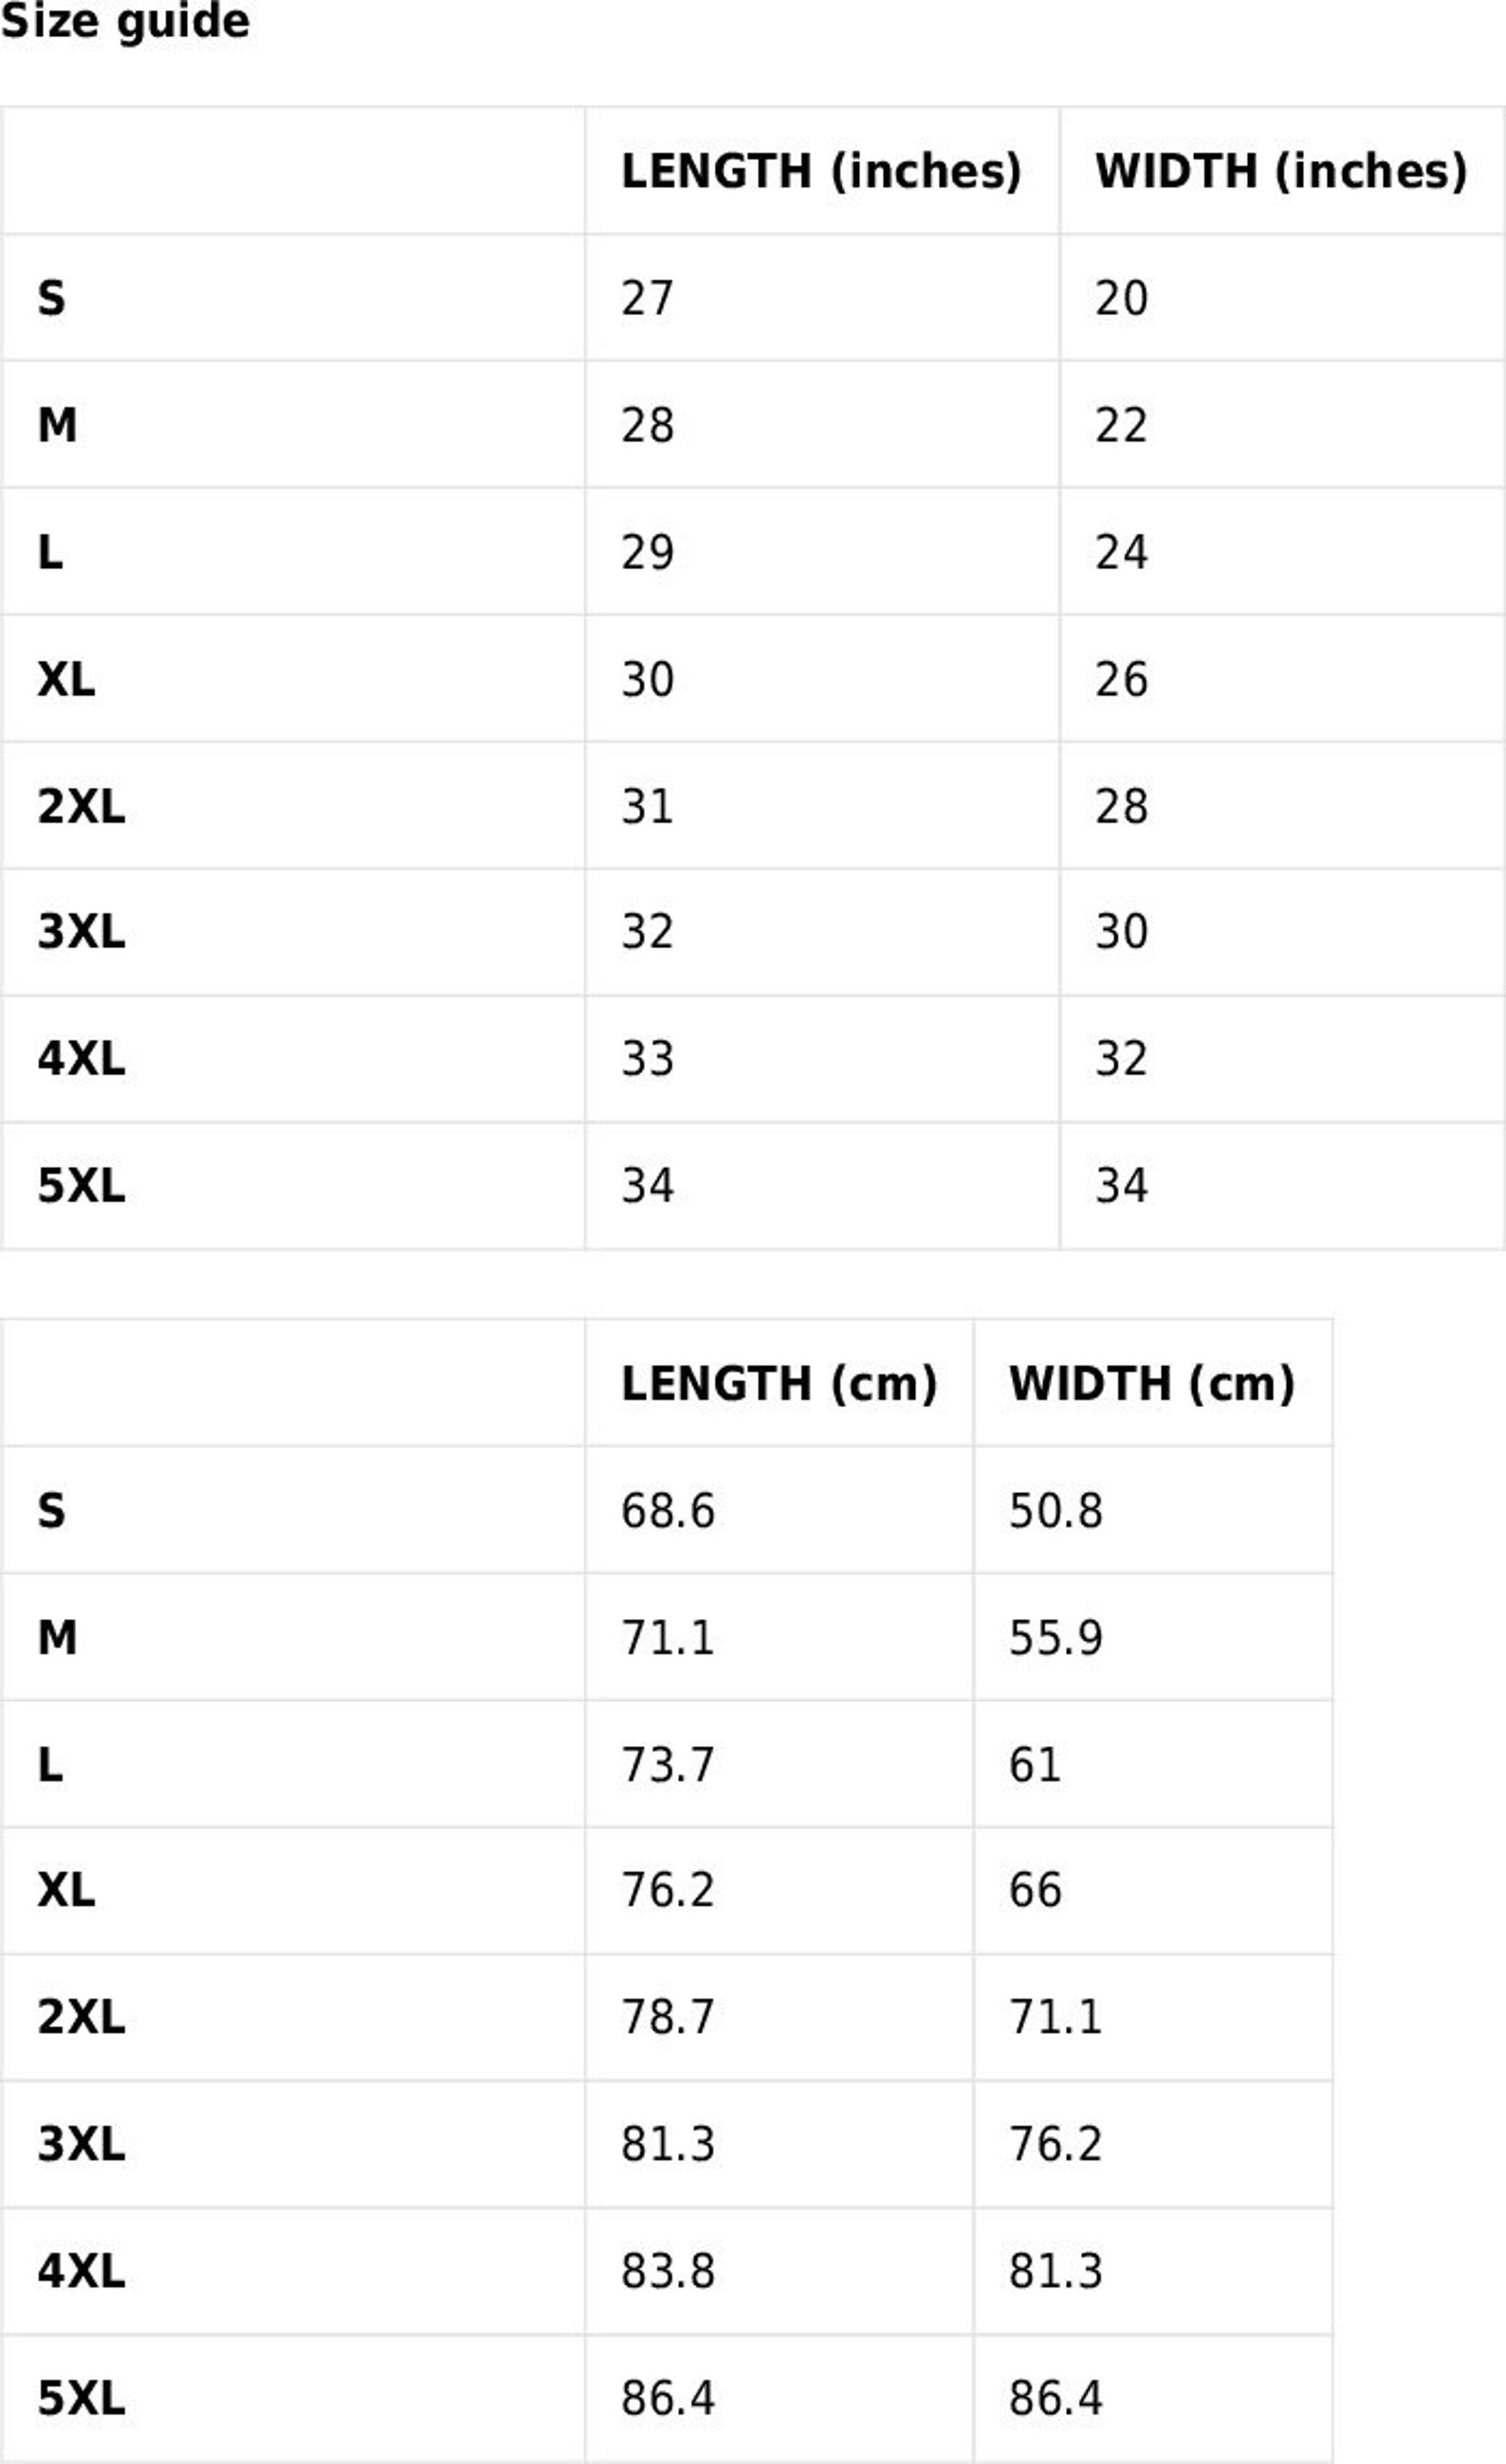 Size guide
LENGTH (inches) WIDTH (inches)
S 27 20
M 28 22
L 29 24
XL 30 26
2XL 31 28
3XL 32 30
4XL 33 32
5XL 34 34
LENGTH (cm) WIDTH (cm)
S 68.6 50.8
M 71.1 55.9
L 73.7 61
XL 76.2 66
2XL 78.7 71.1
3XL 81.3 76.2
4XL 83.8 81.3
5XL 86.4 86.4